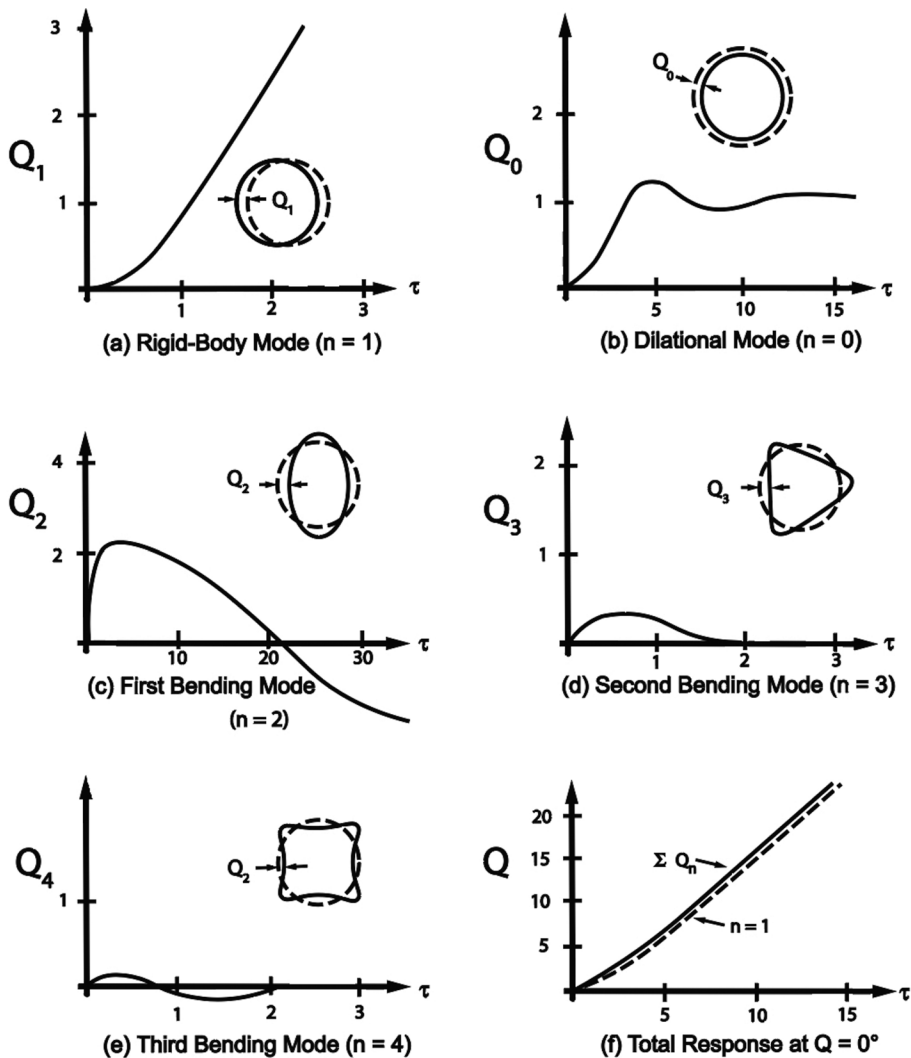 3
2
Q1
1
Q1
1
2
3
τ
(a) Rigid-Body Mode (n = 1)
Q0
2
Q0
1
5
10
15
τ
(b) Dilational Mode (n = 0)
4
Q2
Q2
2
10
20
30
τ
(c) First Bending Mode
(n = 2)
2
Q3
Q3
1
1
2
3
τ
(d) Second Bending Mode (n = 3)
Q4
Q2
1
1
2
3
τ
(e) Third Bending Mode (n = 4)
20
Q
15
Σ Qn
10
n = 1
5
5
10
15
τ
(f) Total Response at Q = 0°